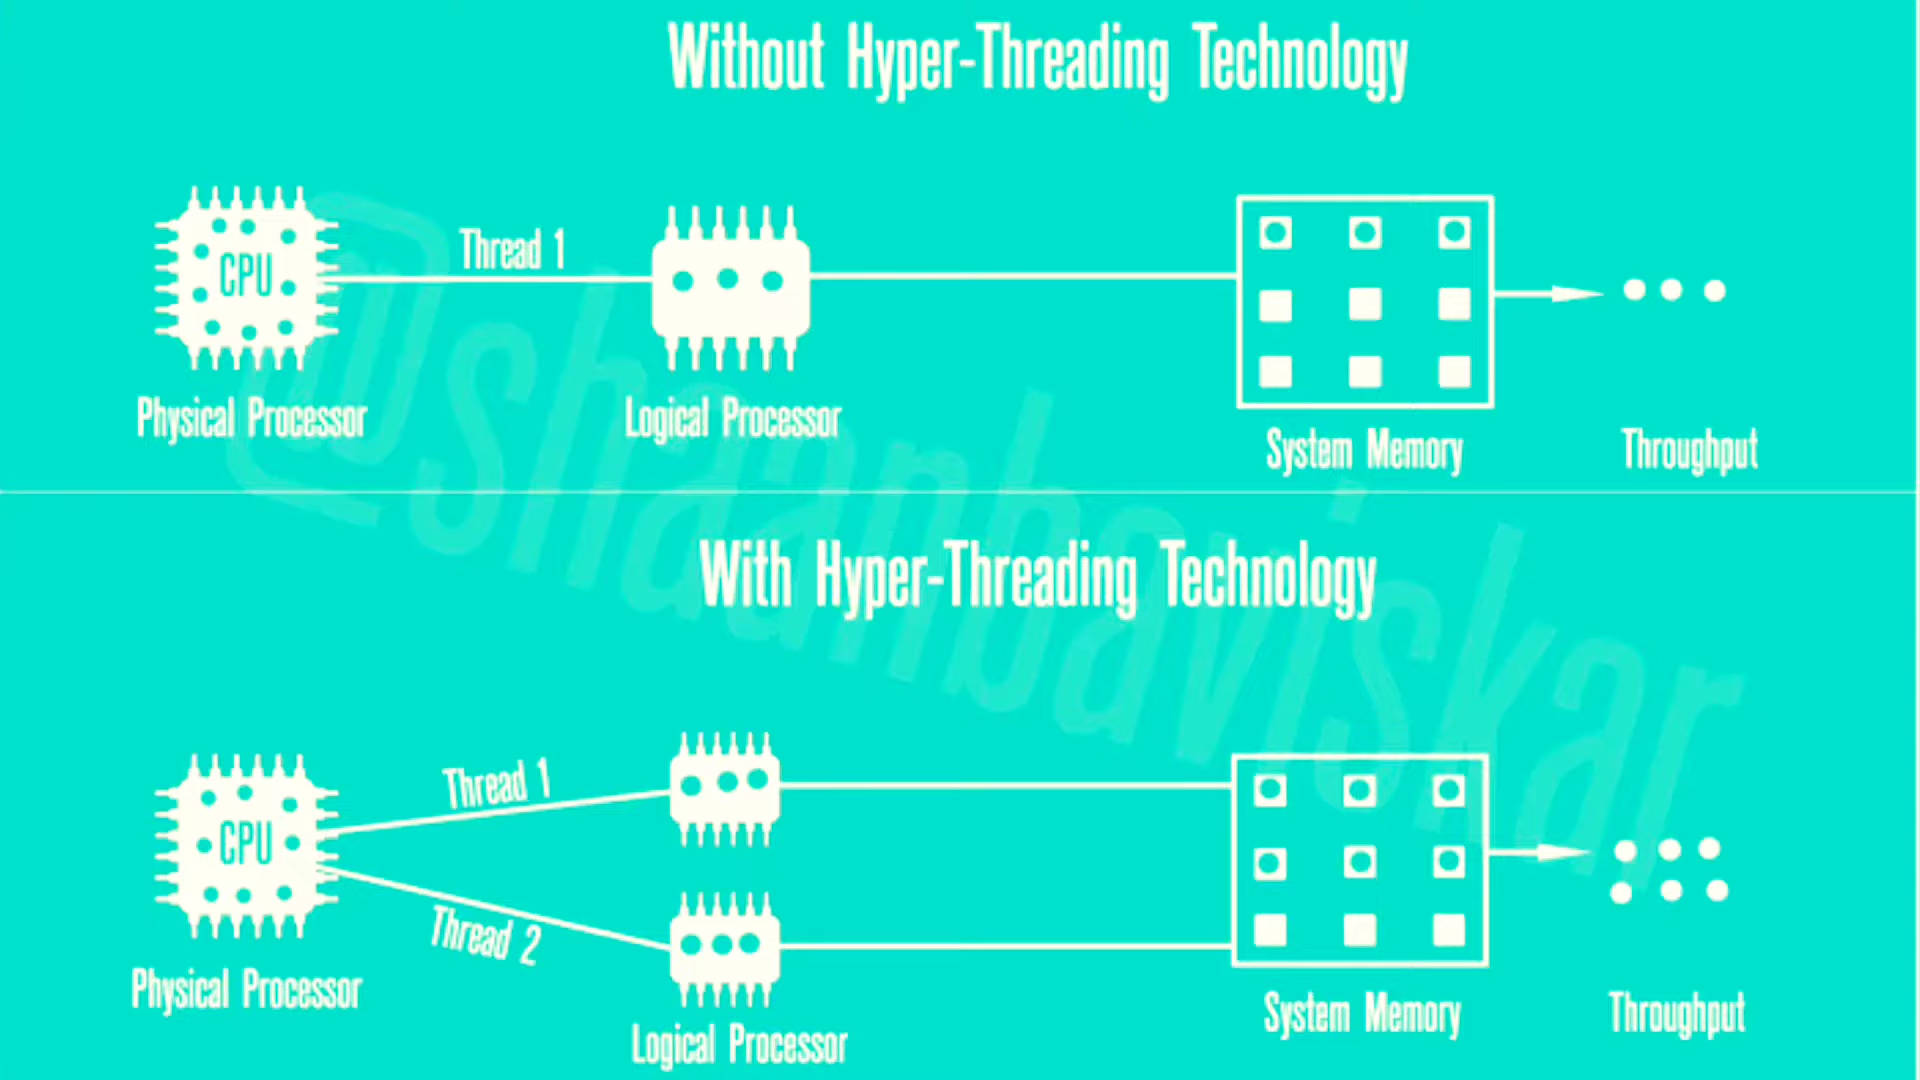 Without Hyper-Threading Technology
CPU
Thread 1
Physical Processor
Logical Processor
System Memory
Throughput
@shaanbaviskar
With Hyper-Threading Technology
CPU
Thread 1
Thread 2
Physical Processor
Logical Processor
System Memory
Throughput